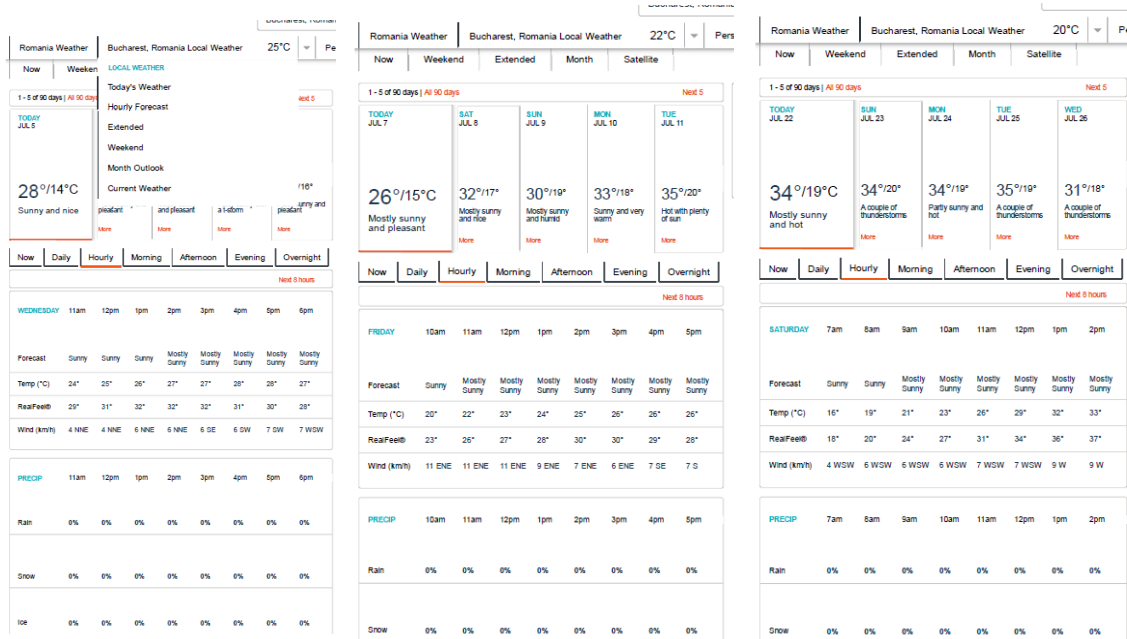 Romania Weather Bucharest, Romania Local Weather 25°C Pe
Now Weeken LOCAL WEATHER
Today's Weather
1 - 5 of 90 days | All 90 days Next 5
Hourly Forecast
TODAY
JUL 5
Extended
Weekend
Month Outlook
28°/14°C Current Weather /16°
Sunny and nice pleasant and pleasant a t-storm pleasant sunny and
More More More More
Now Daily Hourly Morning Afternoon Evening Overnight
Next 8 hours
WEDNESDAY 11am 12pm 1pm 2pm 3pm 4pm 5pm 6pm
Forecast Sunny Sunny Sunny Mostly Sunny Mostly Sunny Mostly Sunny Mostly Sunny Mostly Sunny
Temp (°C) 24° 25° 26° 27° 27° 28° 28° 27°
RealFeel® 29° 31° 32° 32° 32° 31° 30° 28°
Wind (km/h) 4 NNE 4 NNE 6 NNE 6 NNE 6 SE 6 SW 7 SW 7 WSW
PRECIP 11am 12pm 1pm 2pm 3pm 4pm 5pm 6pm
Rain 0% 0% 0% 0% 0% 0% 0% 0%
Snow 0% 0% 0% 0% 0% 0% 0% 0%
Ice 0% 0% 0% 0% 0% 0% 0% 0%
Romania Weather Bucharest, Romania Local Weather 22°C Pers
Now Weekend Extended Month Satellite
1 - 5 of 90 days | All 90 days Next 5
TODAY SAT SUN MON TUE
JUL 7 JUL 8 JUL 9 JUL 10 JUL 11
26°/15°C 32°/17° 30°/19° 33°/18° 35°/20°
Mostly sunny Mostly sunny Mostly sunny Sunny and very Hot with plenty
and pleasant and nice and humid warm of sun
More More More More
Now Daily Hourly Morning Afternoon Evening Overnight
Next 8 hours
FRIDAY 10am 11am 12pm 1pm 2pm 3pm 4pm 5pm
Forecast Sunny Mostly Sunny Mostly Sunny Mostly Sunny Mostly Sunny Mostly Sunny Mostly Sunny Mostly Sunny
Temp (°C) 20° 22° 23° 24° 25° 26° 26° 26°
RealFeel® 23° 26° 27° 28° 30° 30° 29° 28°
Wind (km/h) 11 ENE 11 ENE 11 ENE 9 ENE 7 ENE 6 ENE 7 SE 7 S
PRECIP 10am 11am 12pm 1pm 2pm 3pm 4pm 5pm
Rain 0% 0% 0% 0% 0% 0% 0% 0%
Snow 0% 0% 0% 0% 0% 0% 0% 0%
Romania Weather Bucharest, Romania Local Weather 20°C Pe
Now Weekend Extended Month Satellite
1 - 5 of 90 days | All 90 days Next 5
TODAY SUN MON TUE WED
JUL 22 JUL 23 JUL 24 JUL 25 JUL 26
34°/19°C 34°/20° 34°/19° 35°/19° 31°/18°
Mostly sunny A couple of Partly sunny and A couple of A couple of
and hot thunderstorms hot thunderstorms thunderstorms
More More More More
Now Daily Hourly Morning Afternoon Evening Overnight
Next 8 hours
SATURDAY 7am 8am 9am 10am 11am 12pm 1pm 2pm
Forecast Sunny Sunny Mostly Sunny Mostly Sunny Mostly Sunny Mostly Sunny Mostly Sunny Mostly Sunny
Temp (°C) 16° 19° 21° 23° 26° 29° 32° 33°
RealFeel® 18° 20° 24° 27° 31° 34° 36° 37°
Wind (km/h) 4 WSW 6 WSW 6 WSW 6 WSW 7 WSW 7 WSW 9 W 9 W
PRECIP 7am 8am 9am 10am 11am 12pm 1pm 2pm
Rain 0% 0% 0% 0% 0% 0% 0% 0%
Snow 0% 0% 0% 0% 0% 0% 0% 0%